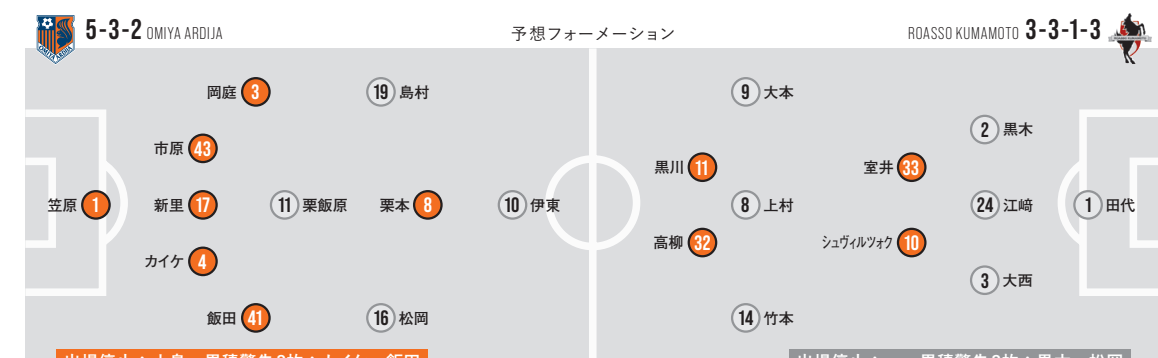 5-3-2 OMIYA ARDIJA
予想フォーメーション
ROASSO KUMAMOTO 3-3-1-3
岡庭 3
19 島村
9 大本
2 黒木
市原 43
黒川 11
室井 33
笠原 1
新里 17
11 栗飯原
栗本 8
10 伊東
8 上村
24 江﨑
1 田代
カイケ 4
高柳 32
シュヴィルツォク 10
3 大西
飯田 41
16 松岡
14 竹本